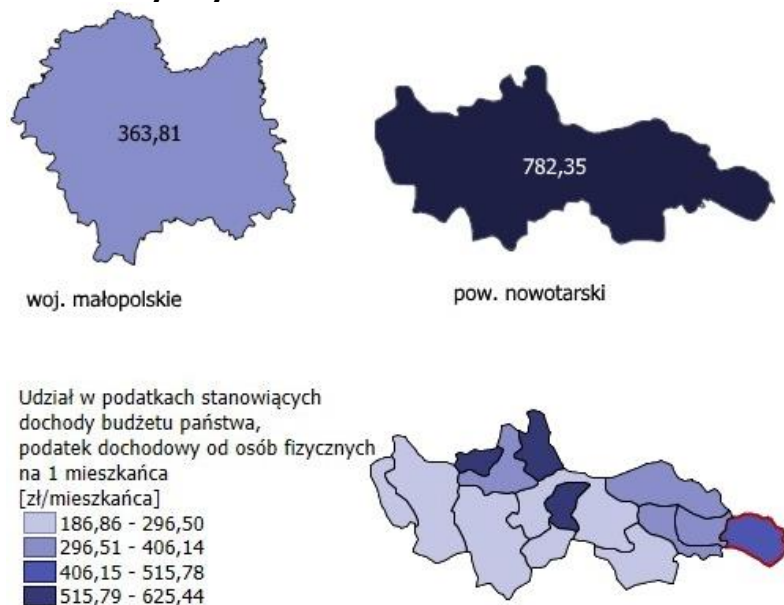 363,81
782,35
woj. małopolskie
pow. nowotarski
Udział w podatkach stanowiących
dochody budżetu państwa,
podatek dochodowy od osób fizycznych
na 1 mieszkańca
[zł/mieszkańca]
186,86 - 296,50
296,51 - 406,14
406,15 - 515,78
515,79 - 625,44